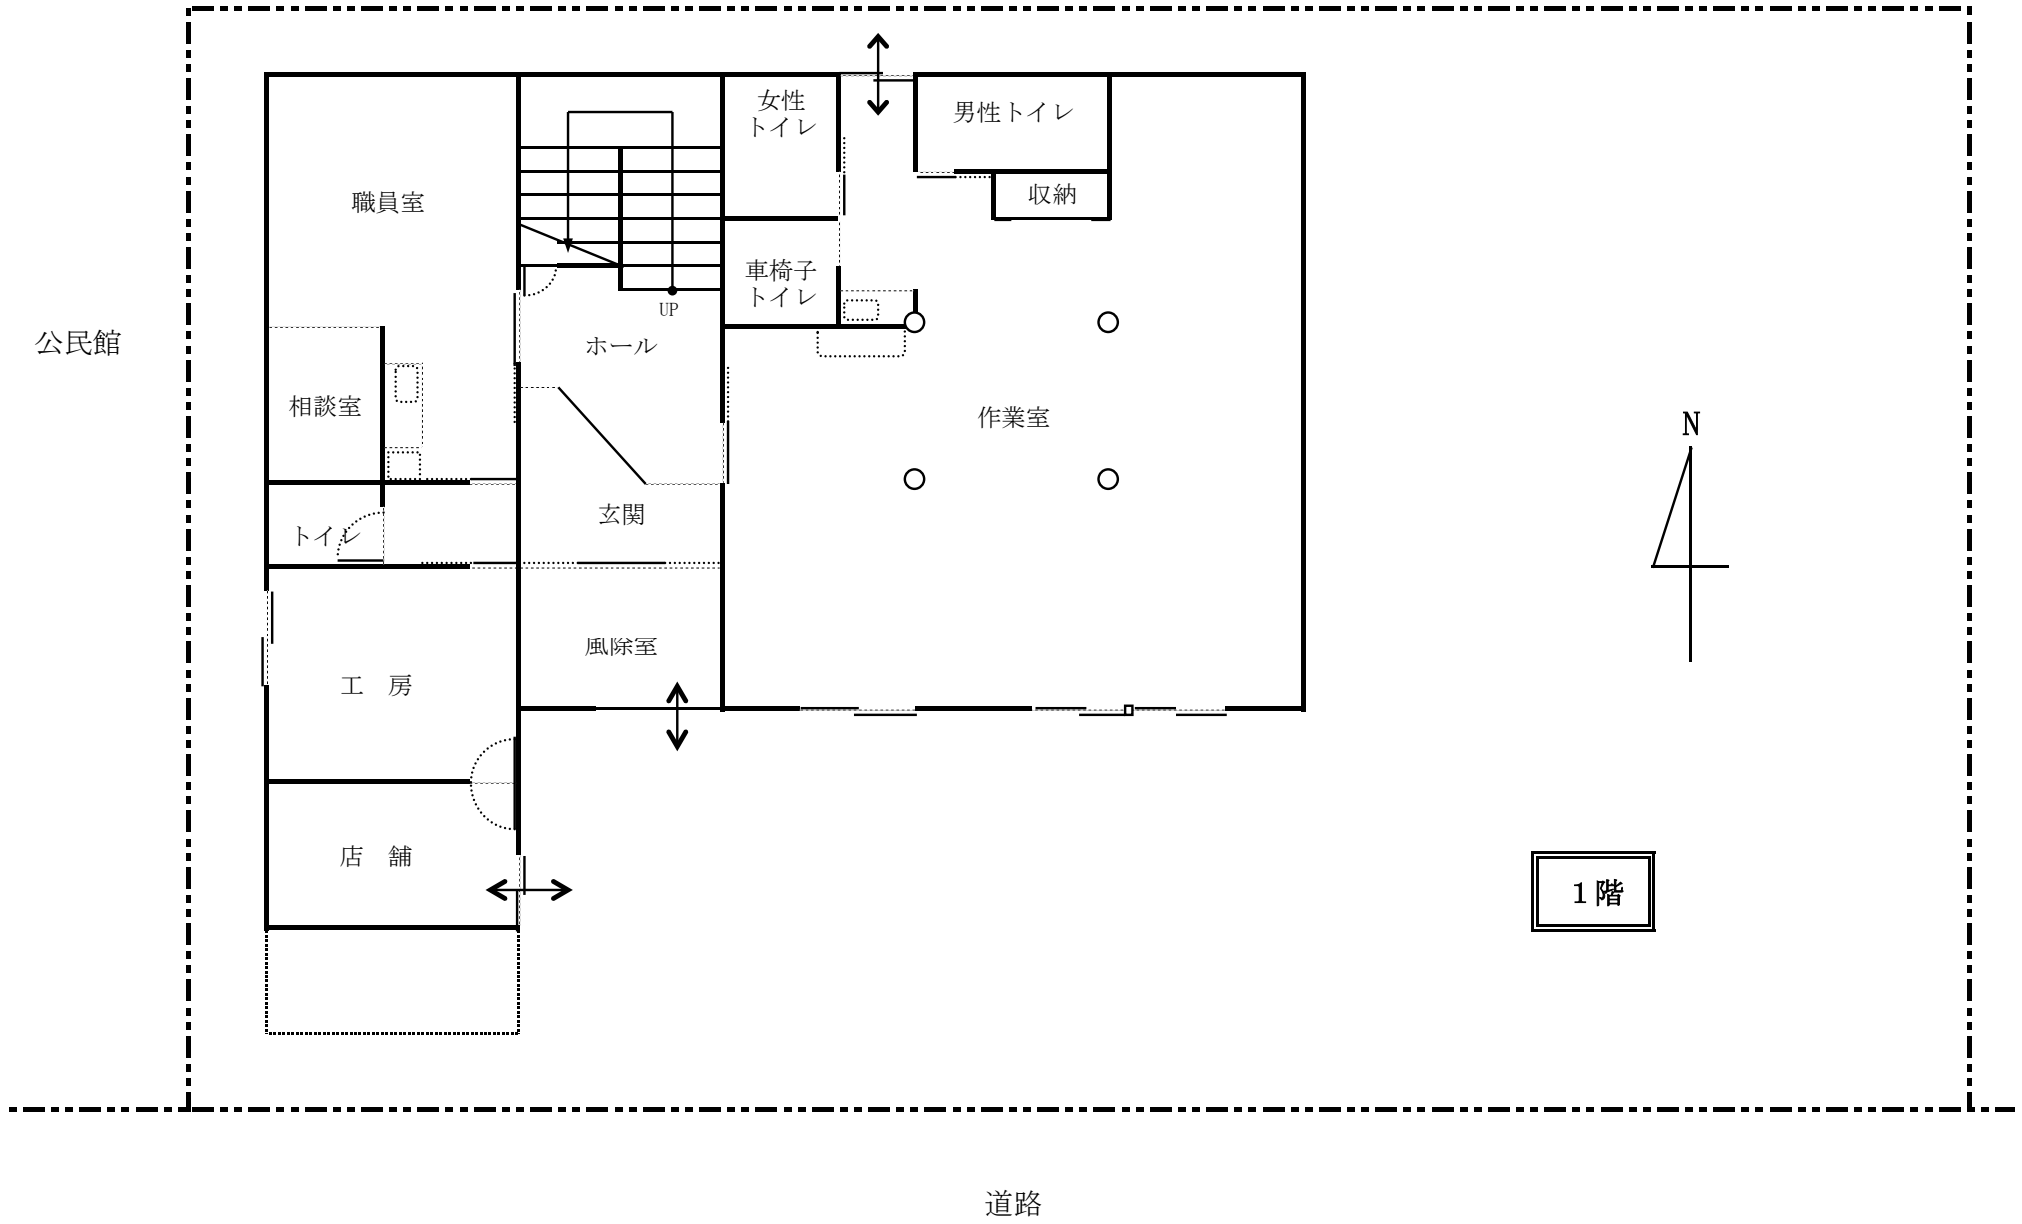 女性
トイレ
男性トイレ
収納
職員室
車椅子
トイレ
UP
ホール
公民館
相談室
作業室
N
玄関
トイレ
風除室
工　房
店　舗
１階
道路